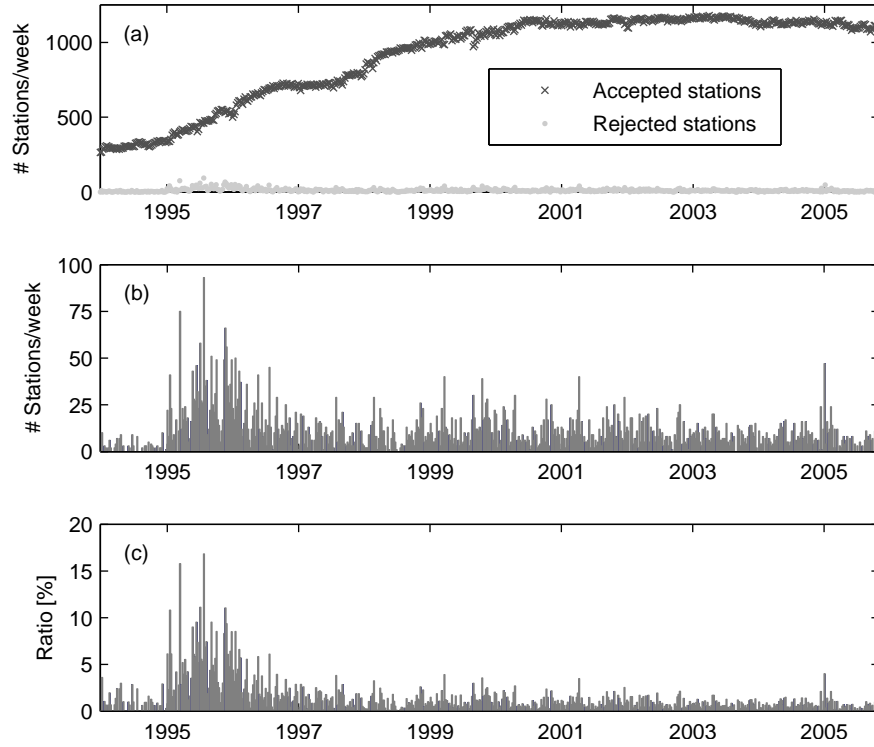 (a)
# Stations/week
1000
500
0
Accepted stations
Rejected stations
1995 1997 1999 2001 2003 2005
(b)
# Stations/week
100
75
50
25
0
1995 1997 1999 2001 2003 2005
(c)
Ratio [%]
20
15
10
5
0
1995 1997 1999 2001 2003 2005